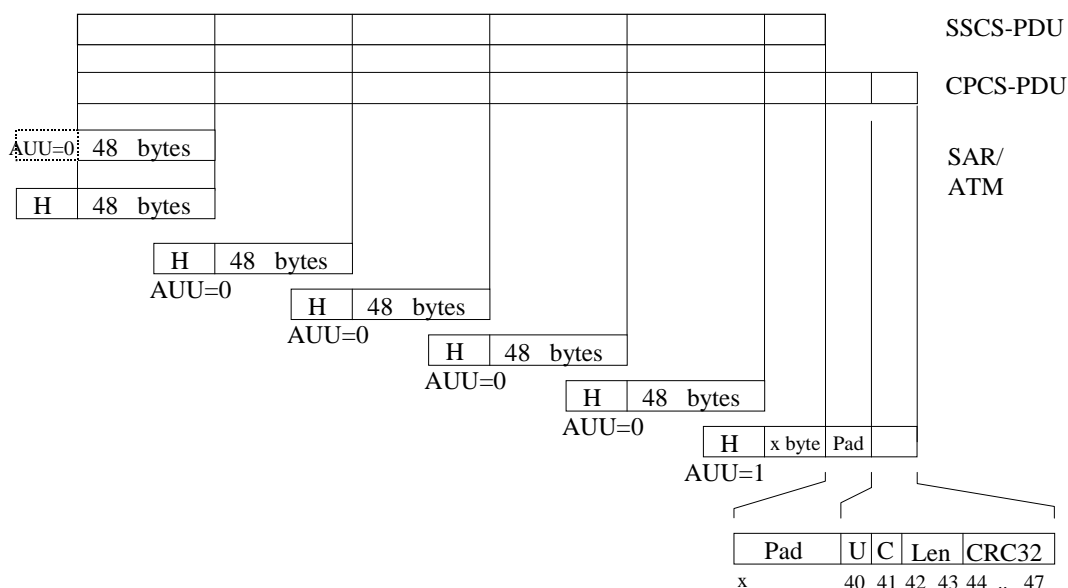 SSCS-PDU
CPCS-PDU
AUU=0 48 bytes
SAR/
ATM
H 48 bytes
H 48 bytes
AUU=0
H 48 bytes
AUU=0
H 48 bytes
AUU=0
H 48 bytes
AUU=0
H x byte Pad
AUU=1
Pad U C Len CRC32
x 40 41 42 43 44 .. 47